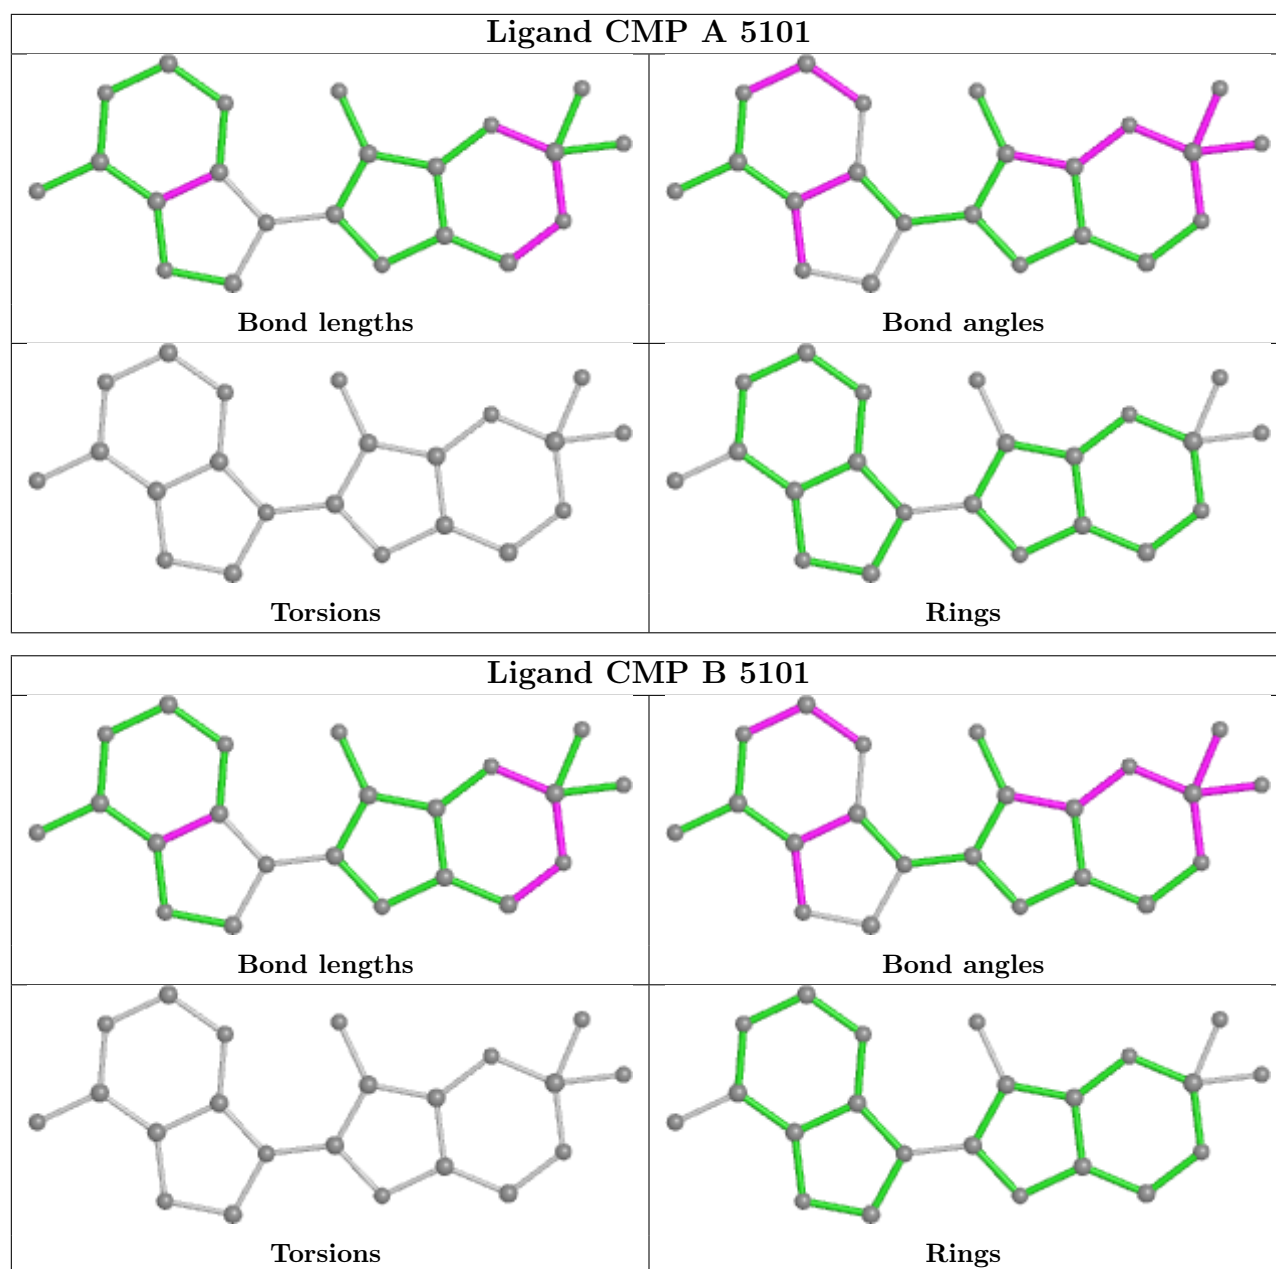 Ligand CMP A 5101
Bond lengths
Bond angles
Torsions
Rings
Ligand CMP B 5101
Bond lengths
Bond angles
Torsions
Rings